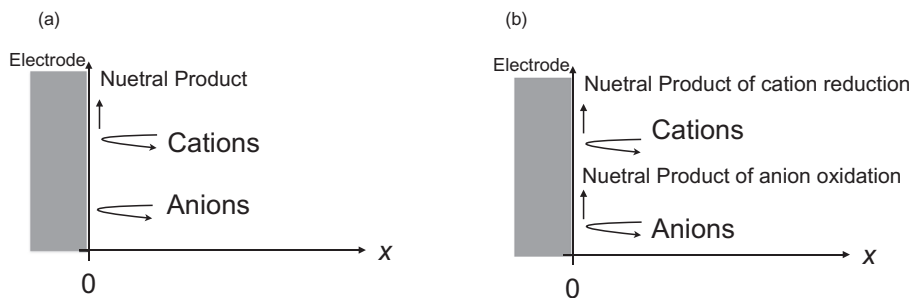 (a)
Electrode
Nuetral Product
Cations
Anions
x
0
(b)
Electrode
Nuetral Product of cation reduction
Cations
Nuetral Product of anion oxidation
Anions
x
0